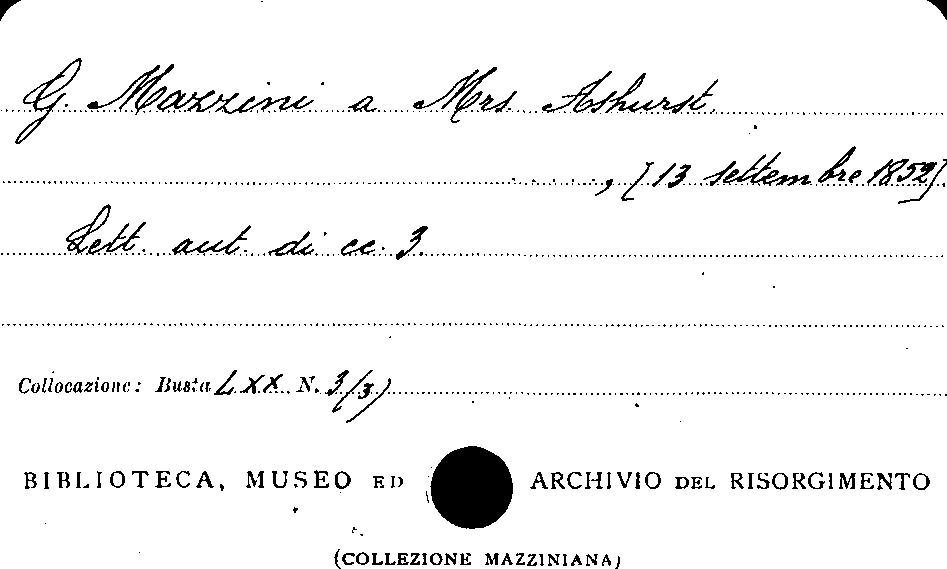 G. Mazzini a Mrs Ashurst.
....., [13 settembre 1852]
Lett. aut. di cc. 3.
Collocazione: Busta LXX N. 3/3)
BIBLIOTECA, MUSEO ED ARCHIVIO DEL RISORGIMENTO
(COLLEZIONE MAZZINIANA)